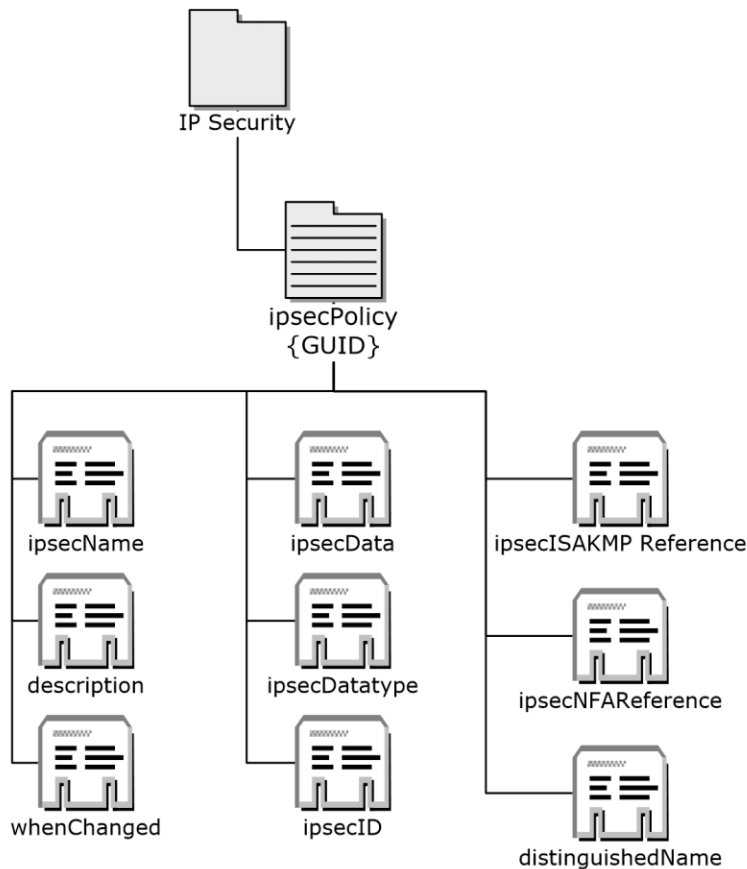 IP Security
ipsecPolicy
{GUID}
ipsecName
ipsecData
ipsecISAKMP Reference
description
ipsecDatatype
ipsecNFAReference
whenChanged
ipsecID
distinguishedName